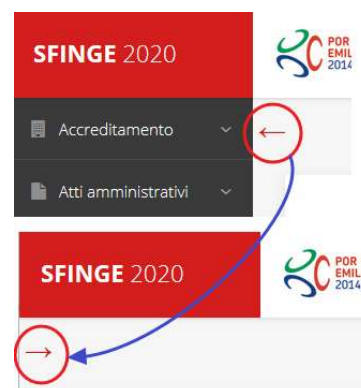 SFINGE 2020
POR
EMIL
2014
Accreditamento
←
Atti amministrativi
SFINGE 2020
POR
EMIL
2014
→